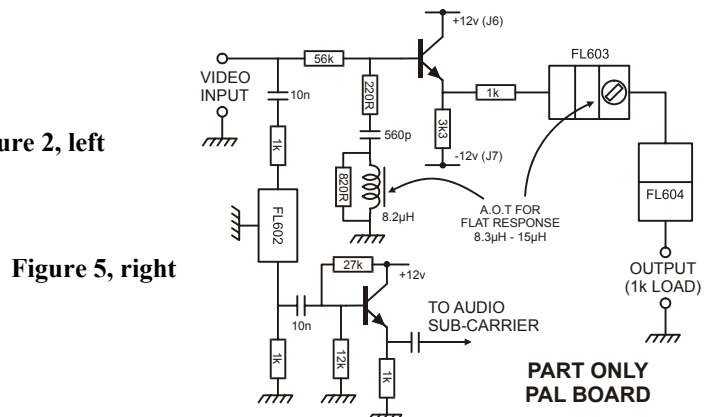 +12v (J6)
FL603
56k
VIDEO
INPUT
10n
220R
1k
1k
3k3
560p
-12v (J7)
ure 2, left
820R
8.2µH
A.O.T FOR
FLAT RESPONSE
8.3µH - 15µH
FL604
FL602
Figure 5, right
27k
+12v
OUTPUT
(1k LOAD)
10n
TO AUDIO
SUB-CARRIER
1k
12k
1k
PART ONLY
PAL BOARD